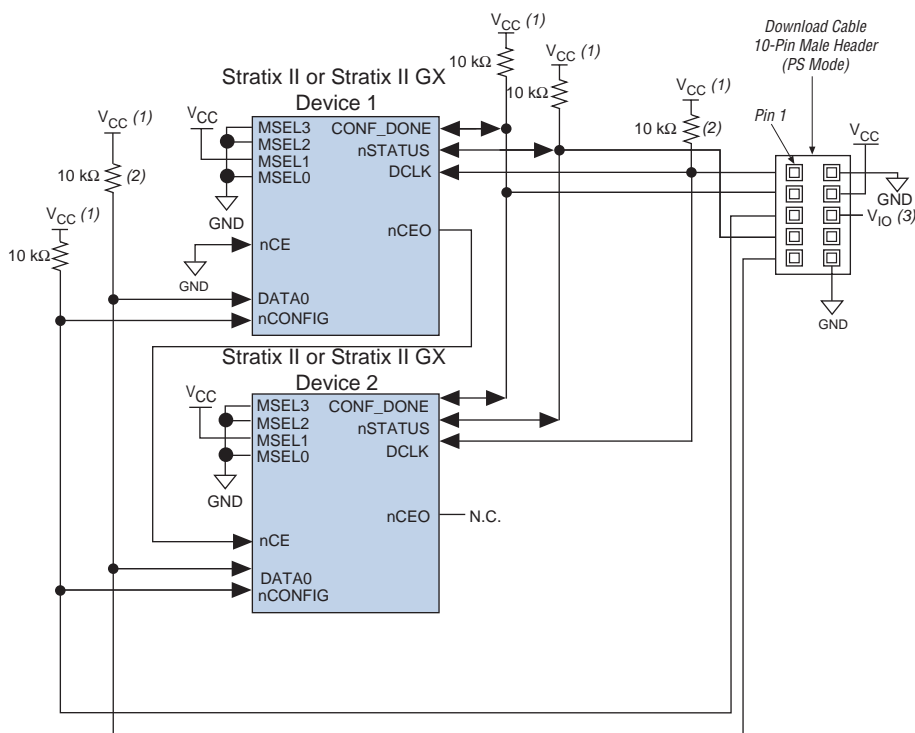 VCC (1)
10 kΩ
VCC (1)
10 kΩ
Download Cable
10-Pin Male Header
(PS Mode)
Pin 1
VCC
VCC (1)
10 kΩ (2)
GND
VIO (3)
GND
VCC (1)
10 kΩ (2)
VCC (1)
10 kΩ
Stratix II or Stratix II GX
Device 1
VCC
MSEL3
MSEL2
MSEL1
MSEL0
GND
CONF_DONE
nSTATUS
DCLK
nCEO
nCE
GND
DATA0
nCONFIG
Stratix II or Stratix II GX
Device 2
VCC
MSEL3
MSEL2
MSEL1
MSEL0
GND
CONF_DONE
nSTATUS
DCLK
nCEO
N.C.
nCE
DATA0
nCONFIG